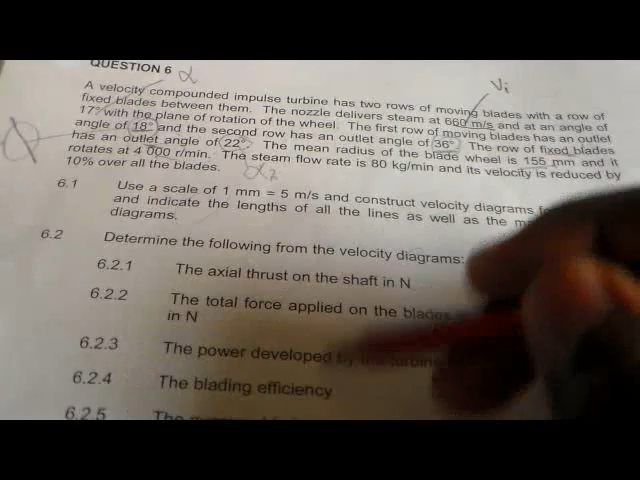 QUESTION 6 α
Vi
A velocity compounded impulse turbine has two rows of moving blades with a row of
fixed blades between them. The nozzle delivers steam at 660 m/s and at an angle of
17° with the plane of rotation of the wheel. The first row of moving blades has an outlet
angle of 18° and the second row has an outlet angle of 36°. The row of fixed blades
has an outlet angle of 22°. The mean radius of the blade wheel is 155 mm and it
rotates at 4 000 r/min. The steam flow rate is 80 kg/min and its velocity is reduced by
10% over all the blades.
6.1 Use a scale of 1 mm = 5 m/s and construct velocity diagrams
and indicate the lengths of all the lines as well as the
diagrams.
6.2 Determine the following from the velocity diagrams:
6.2.1 The axial thrust on the shaft in N
6.2.2 The total force applied on the blades
in N
6.2.3 The power developed by the turbine
6.2.4 The blading efficiency
6.2.5 The